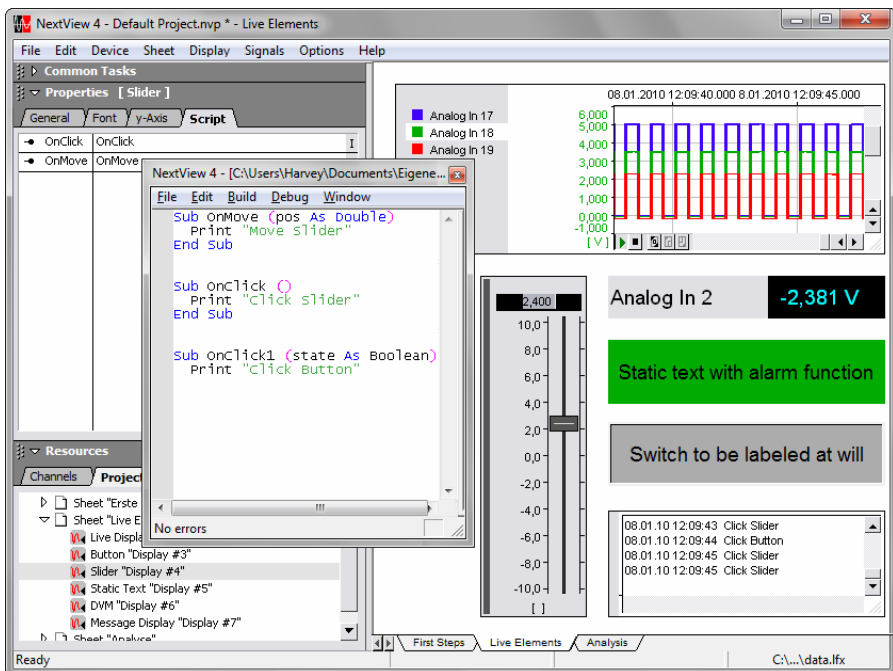 NextView 4 - Default Project.nvp * - Live Elements
File Edit Device Sheet Display Signals Options Help
Common Tasks
Properties [ Slider ]
General Font y-Axis Script
OnClick OnClick
OnMove OnMove
NextView 4 - [C:\Users\Harvey\Documents\Eigene...
File Edit Build Debug Window
Sub OnMove (pos As Double)
Print "Move Slider"
End Sub
Sub OnClick ()
Print "Click Slider"
End Sub
Sub OnClick1 (state As Boolean)
Print "Click Button"
No errors
Resources
Channels Project
Sheet "Erste
Sheet "Live E
Live Displa
Button "Display #3"
Slider "Display #4"
Static Text "Display #5"
DVM "Display #6"
Message Display "Display #7"
Sheet "Analyse"
08.01.2010 12:09:40.000 8.01.2010 12:09:45.000
Analog In 17
Analog In 18
Analog In 19
6,000
5,000
4,000
3,000
2,000
1,000
0,000
-1,000
[ V ]
2,400
10,0
8,0
6,0
4,0
2,0
0,0
-2,0
-4,0
-6,0
-8,0
-10,0
[ ]
Analog In 2 -2,381 V
Static text with alarm function
Switch to be labeled at will
08.01.10 12:09:43 Click Slider
08.01.10 12:09:44 Click Button
08.01.10 12:09:45 Click Slider
08.01.10 12:09:45 Click Slider
First Steps Live Elements Analysis
Ready C:\...\data.lfx